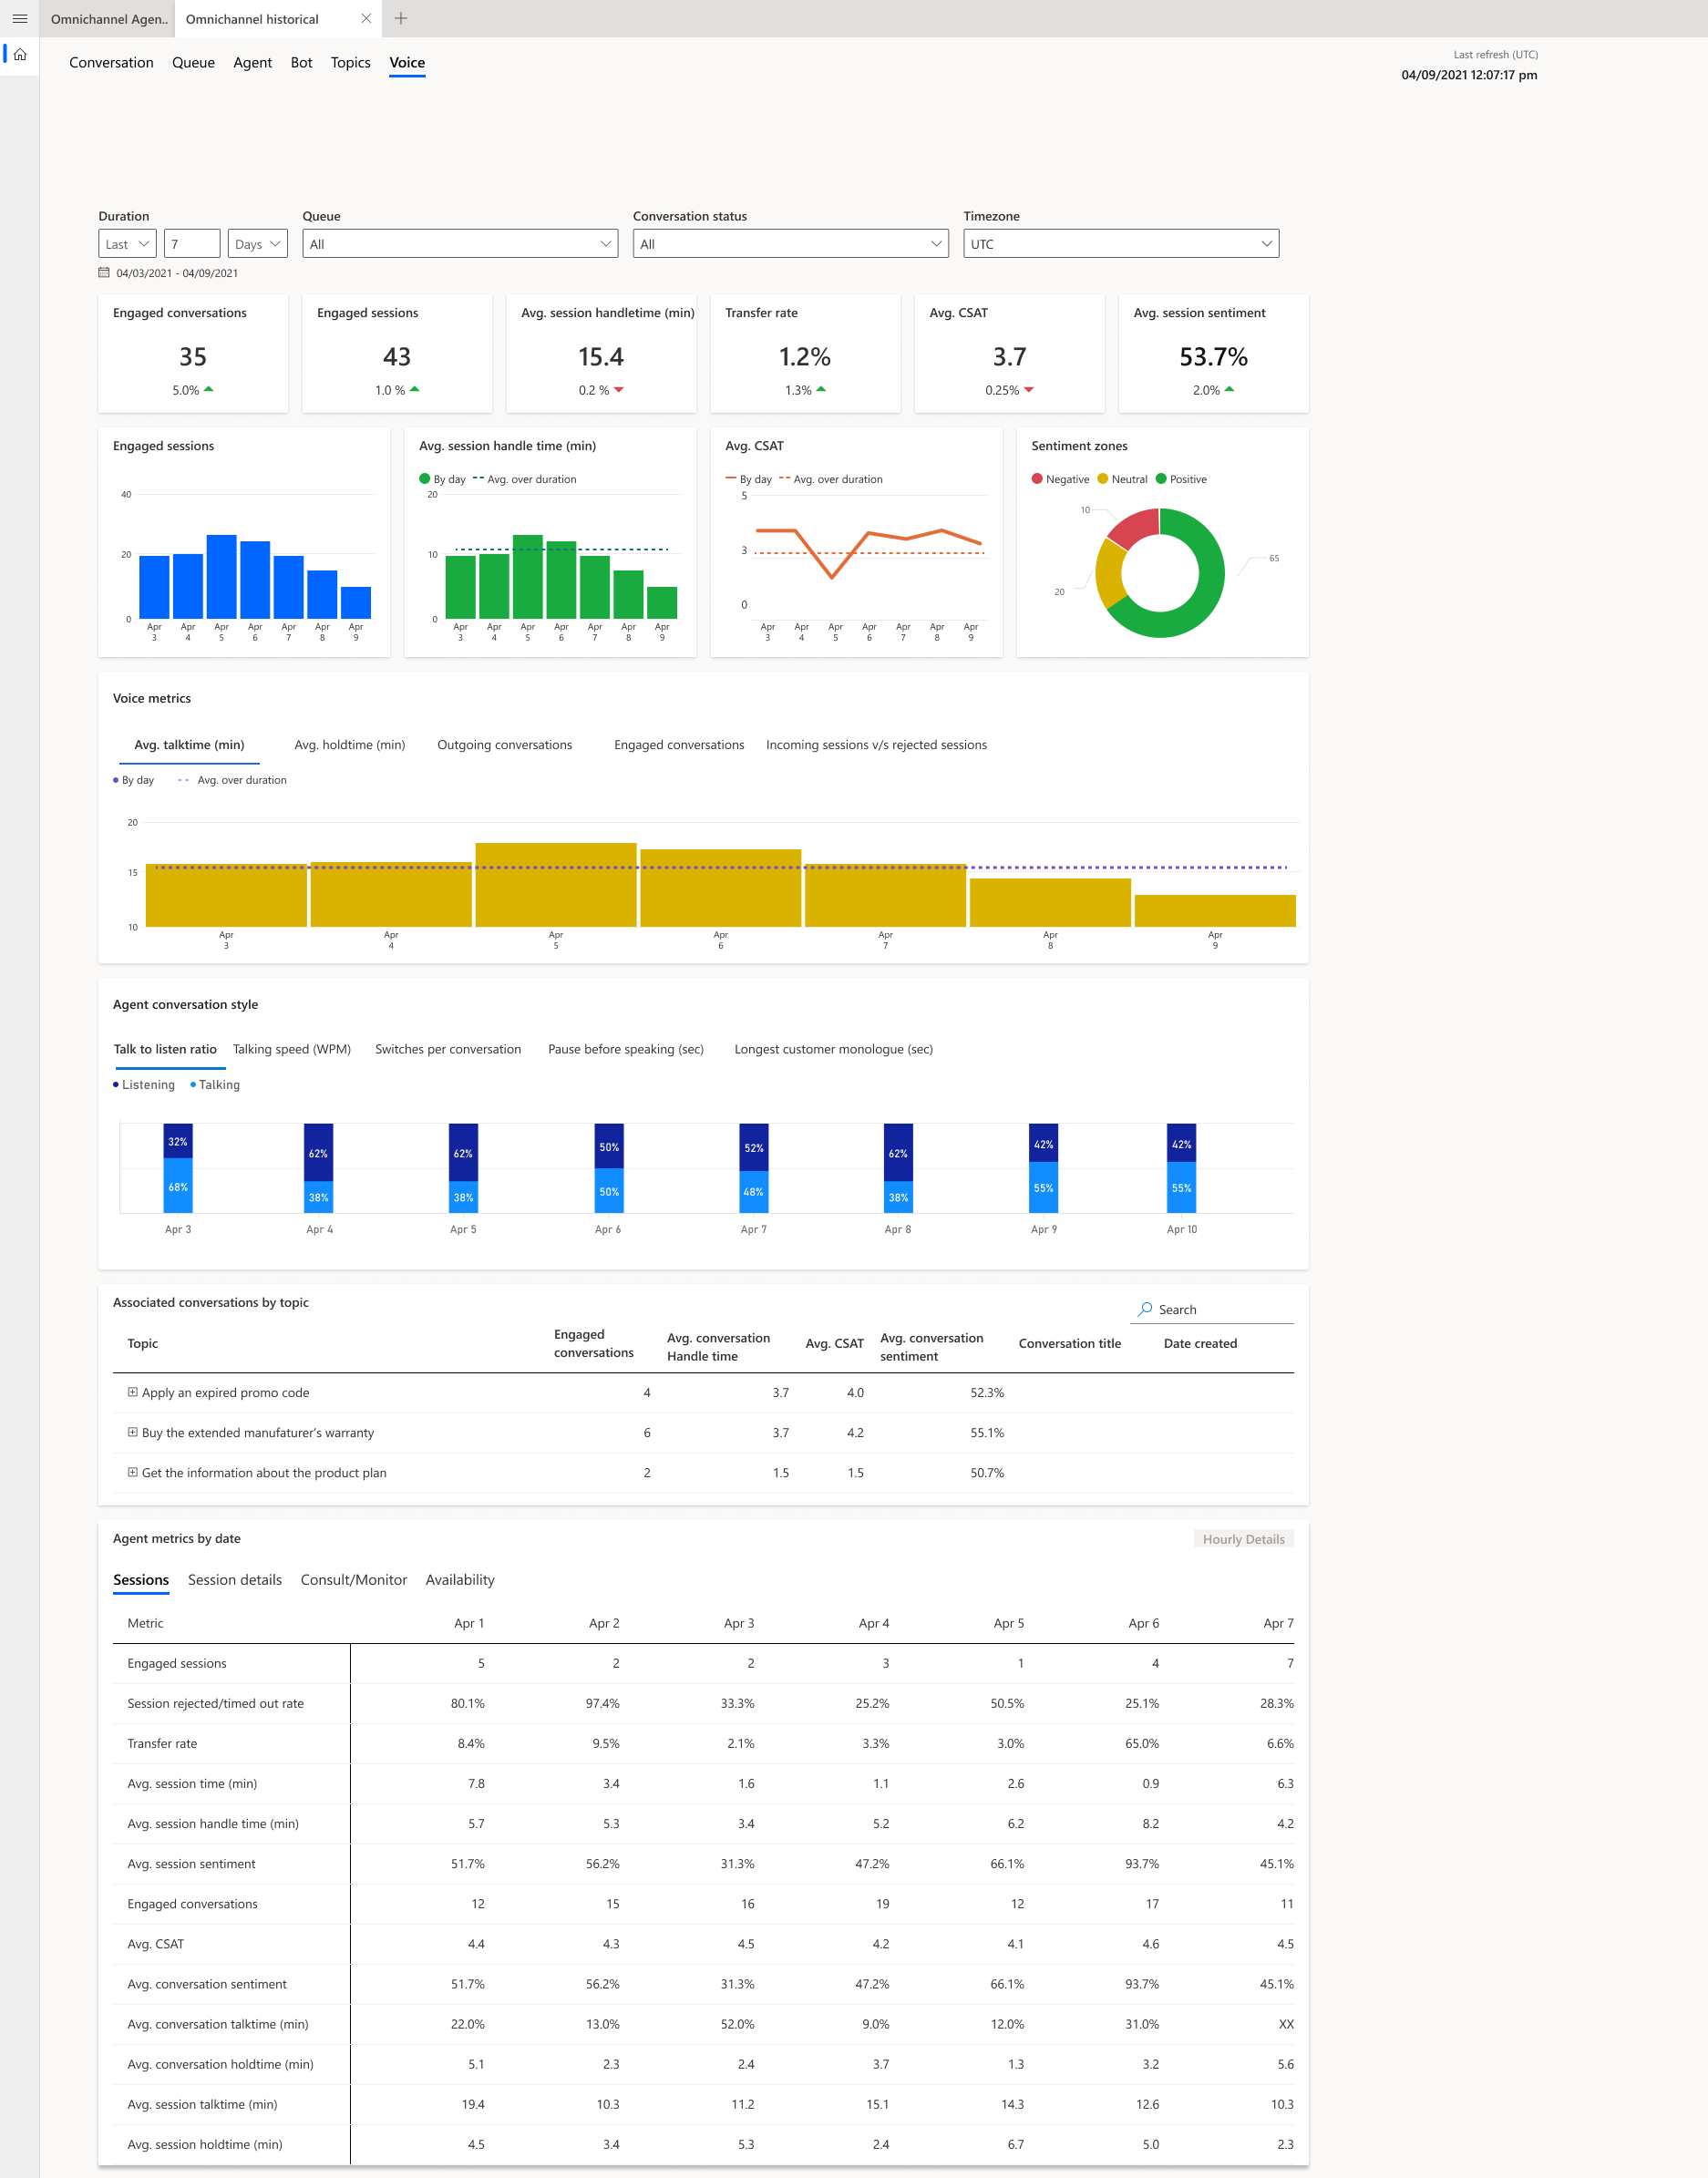 Omnichannel Agen..
Omnichannel historical
Conversation Queue Agent Bot Topics Voice
Last refresh (UTC)
04/09/2021 12:07:17 pm
Duration Queue Conversation status Timezone
Last 7 Days All All UTC
04/03/2021 - 04/09/2021
Engaged conversations
35
5.0%
Engaged sessions
43
1.0 %
Avg. session handletime (min)
15.4
0.2 %
Transfer rate
1.2%
1.3%
Avg. CSAT
3.7
0.25%
Avg. session sentiment
53.7%
2.0%
Engaged sessions
40
20
0
Apr 3 Apr 4 Apr 5 Apr 6 Apr 7 Apr 8 Apr 9
Avg. session handle time (min)
By day Avg. over duration
20
10
0
Apr 3 Apr 4 Apr 5 Apr 6 Apr 7 Apr 8 Apr 9
Avg. CSAT
By day Avg. over duration
5
3
0
Apr 3 Apr 4 Apr 5 Apr 6 Apr 7 Apr 8 Apr 9
Sentiment zones
Negative Neutral Positive
10
65
20
Voice metrics
Avg. talktime (min) Avg. holdtime (min) Outgoing conversations Engaged conversations Incoming sessions v/s rejected sessions
By day Avg. over duration
20
15
10
Apr 3 Apr 4 Apr 5 Apr 6 Apr 7 Apr 8 Apr 9
Agent conversation style
Talk to listen ratio Talking speed (WPM) Switches per conversation Pause before speaking (sec) Longest customer monologue (sec)
Listening Talking
32% 62% 62% 50% 52% 62% 42% 42%
68% 38% 38% 50% 48% 38% 55% 55%
Apr 3 Apr 4 Apr 5 Apr 6 Apr 7 Apr 8 Apr 9 Apr 10
Associated conversations by topic
Search
Topic Engaged conversations Avg. conversation Handle time Avg. CSAT Avg. conversation sentiment Conversation title Date created
Apply an expired promo code 4 3.7 4.0 52.3%
Buy the extended manufaturer's warranty 6 3.7 4.2 55.1%
Get the information about the product plan 2 1.5 1.5 50.7%
Agent metrics by date
Hourly Details
Sessions Session details Consult/Monitor Availability
Metric Apr 1 Apr 2 Apr 3 Apr 4 Apr 5 Apr 6 Apr 7
Engaged sessions 5 2 2 3 1 4 7
Session rejected/timed out rate 80.1% 97.4% 33.3% 25.2% 50.5% 25.1% 28.3%
Transfer rate 8.4% 9.5% 2.1% 3.3% 3.0% 65.0% 6.6%
Avg. session time (min) 7.8 3.4 1.6 1.1 2.6 0.9 6.3
Avg. session handle time (min) 5.7 5.3 3.4 5.2 6.2 8.2 4.2
Avg. session sentiment 51.7% 56.2% 31.3% 47.2% 66.1% 93.7% 45.1%
Engaged conversations 12 15 16 19 12 17 11
Avg. CSAT 4.4 4.3 4.5 4.2 4.1 4.6 4.5
Avg. conversation sentiment 51.7% 56.2% 31.3% 47.2% 66.1% 93.7% 45.1%
Avg. conversation talktime (min) 22.0% 13.0% 52.0% 9.0% 12.0% 31.0% XX
Avg. conversation holdtime (min) 5.1 2.3 2.4 3.7 1.3 3.2 5.6
Avg. session talktime (min) 19.4 10.3 11.2 15.1 14.3 12.6 10.3
Avg. session holdtime (min) 4.5 3.4 5.3 2.4 6.7 5.0 2.3